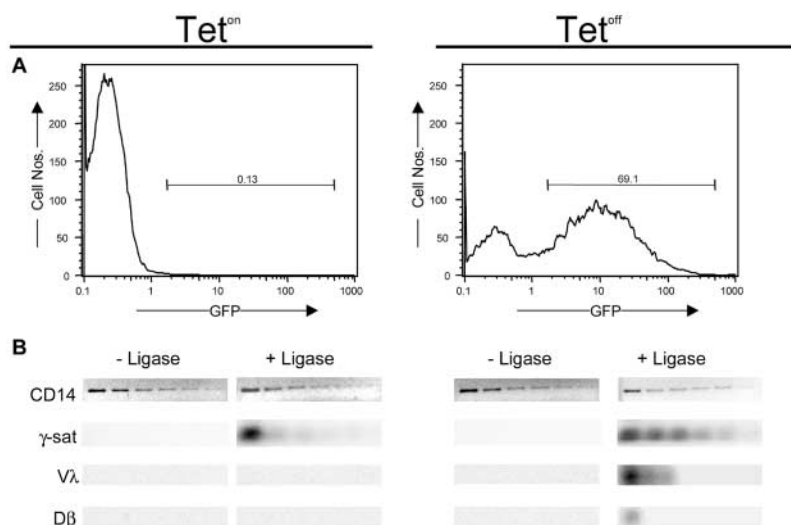 Tet^on Tet^off
A
250
200
150
100
50
0
Cell Nos.
0.13
0.1 1 10 100 1000
GFP
250
200
150
100
50
0
Cell Nos.
69.1
0.1 1 10 100 1000
GFP
B
- Ligase + Ligase - Ligase + Ligase
CD14
γ-sat
Vλ
Dβ